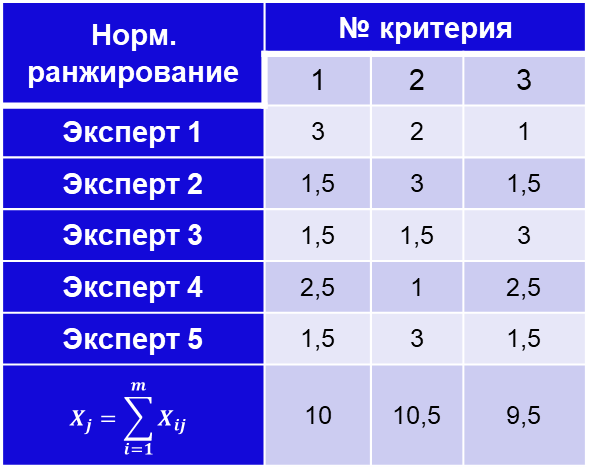 Норм. ранжирование № критерия
1 2 3
Эксперт 1 3 2 1
Эксперт 2 1,5 3 1,5
Эксперт 3 1,5 1,5 3
Эксперт 4 2,5 1 2,5
Эксперт 5 1,5 3 1,5
X_j = \sum_{i=1}^{m} X_{ij} 10 10,5 9,5